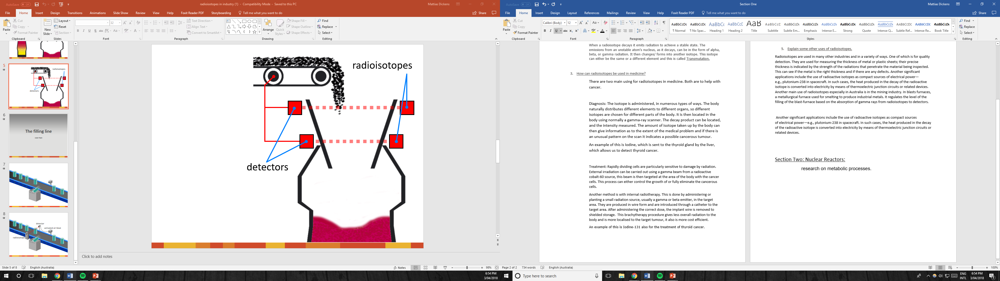 AutoSave Off
radioisotopes in industry (1) - Compatibility Mode - Saved to this PC
Mattias Dickens
File Home Insert Design Transitions Animations Slide Show Review View Help Foxit Reader PDF Storyboarding Tell me what you want to do Share
Paste
Cut
Copy
Format Painter
Clipboard
New Slide
Layout
Reset
Section
Slides
32
Font
Text Direction
Align Text
Convert to SmartArt
Paragraph
Arrange
Quick Styles
Shape Fill
Shape Outline
Shape Effects
Drawing
Find
Replace
Select
Editing
5
radioisotopes
detectors
6
The filling line
case two
7
8
detector
activated air blast
radioisotope
radioisotopes
detectors
Click to add notes
Slide 5 of 8 English (Australia) Notes 98%
6:54 PM
3/04/2018
AutoSave Off
Section One
Mattias Dickens
File Home Insert Design Layout References Mailings Review View Help Foxit Reader PDF Tell me what you want to do Share
Paste
Cut
Copy
Format Painter
Clipboard
Calibri (Body) 12
Font
Paragraph
¶ Normal ¶ No Spac... Heading 1 Heading 2 Title Subtitle Subtle Em... Emphasis Intense E... Strong Quote Intense Q... Subtle Ref... Intense Re... Book Title
Styles
Find
Replace
Select
Editing
When a radioisotope decays it emits radiation to achieve a stable state. The
emissions from an unstable atom's nucleus, as it decays, can be in the form of alpha,
beta, or gamma radiation. It then changes/ forms into another isotope. This isotope
can either be the same or a different element and this is called Transmutation.
3. How can radioisotopes be used in medicine?
There are two main using for radioisotopes in medicine. Both are to help with
cancer.
Diagnosis: The isotope is administered, in numerous types of ways. The body
naturally distributes different elements to different organs, so different
isotopes are chosen for different parts of the body. It is then located in the
body using normally a gamma-ray scanner. The decay product can be located,
and the intensity measured. The amount of isotope taken up by the body can
then give information as to the extent of the medical problem and if there is
an unusual pattern on the scan it indicates a possible cancerous tumour.
An example of this is Iodine, which is sent to the thyroid gland by the liver,
which allows us to detect thyroid cancer.
Treatment: Rapidly dividing cells are particularly sensitive to damage by radiation.
External irradiation can be carried out using a gamma beam from a radioactive
cobalt-60 source, this beam is then targeted at the area of the body with the cancer
cells. This process can either control the growth of or fully eliminate the cancerous
cells.
Another method is with internal radiotherapy. This is done by administering or
planting a small radiation source, usually a gamma or beta emitter, in the target
area. They are produced in wire form and are introduced through a catheter to the
target area. After administering the correct dose, the implant wire is removed to
shielded storage. This brachytherapy procedure gives less overall radiation to the
body and is more localised to the target tumour, it also is more cost efficient.
An example of this is Iodine-131 also for the treatment of thyroid cancer.
5. Explain some other uses of radioisotopes.
Radioisotopes are used in many other industries and in a variety of ways. One of which is for quality
detection. They are used for measuring the thickness of metal or plastic sheets; their precise
thickness is indicated by the strength of the radiations that penetrate the material being inspected.
This can see if the metal is the right thickness and if there are any defects. Another significant
applications include the use of radioactive isotopes as compact sources of electrical power—
e.g., plutonium-238 in spacecraft. In such cases, the heat produced in the decay of the radioactive
isotope is converted into electricity by means of thermoelectric junction circuits or related devices.
Another main use of radioisotopes especially in Australia is in the mining industry. In blasts furnaces,
a metallurgical furnace used for smelting to produce industrial metals. It regulates the level of the
filling of the blast-furnace based on the absorption of gamma rays from radioisotopes to detectors.
Another significant applications include the use of radioactive isotopes as compact sources
of electrical power—e.g., plutonium-238 in spacecraft. In such cases, the heat produced in the decay
of the radioactive isotope is converted into electricity by means of thermoelectric junction circuits or
related devices.
Section Two: Nuclear Reactors:
research on metabolic processes.
Page 2 of 2 734 words English (Australia) 100%
Type here to search
ENG
INTL
6:54 PM
3/04/2018